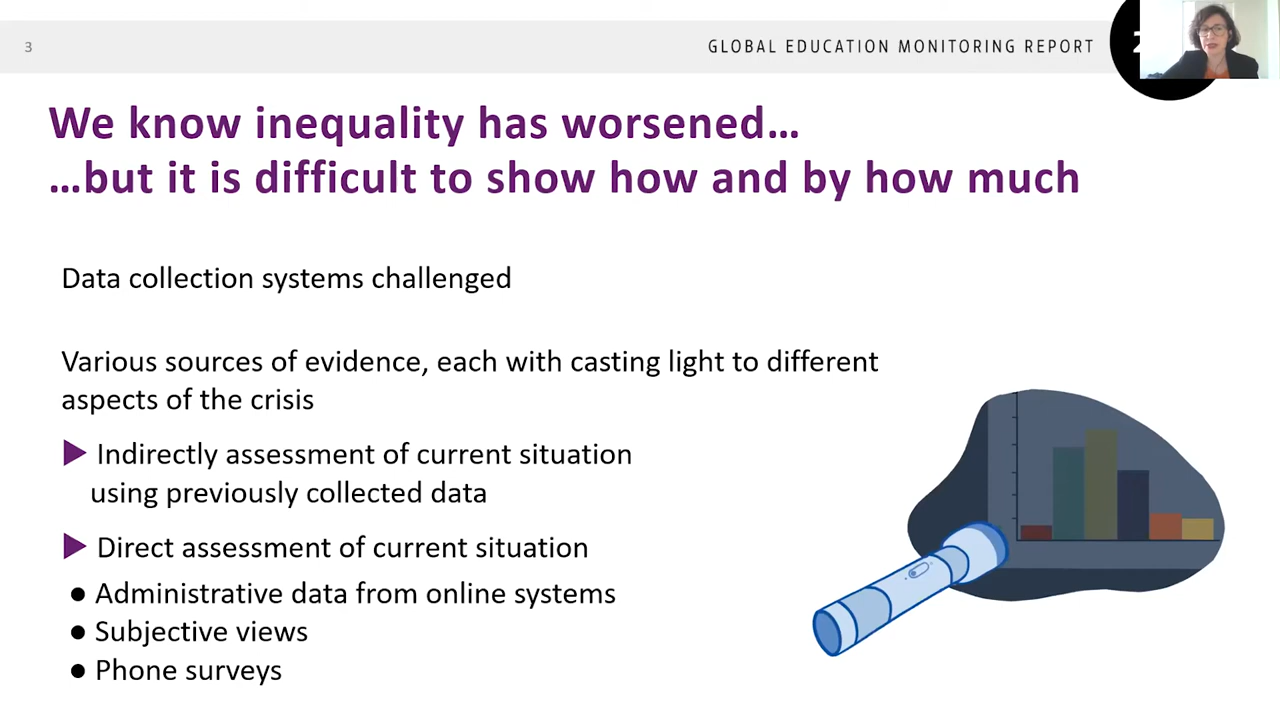 3
GLOBAL EDUCATION MONITORING REPORT
We know inequality has worsened…
…but it is difficult to show how and by how much
Data collection systems challenged
Various sources of evidence, each with casting light to different
aspects of the crisis
▶ Indirectly assessment of current situation
using previously collected data
▶ Direct assessment of current situation
● Administrative data from online systems
● Subjective views
● Phone surveys